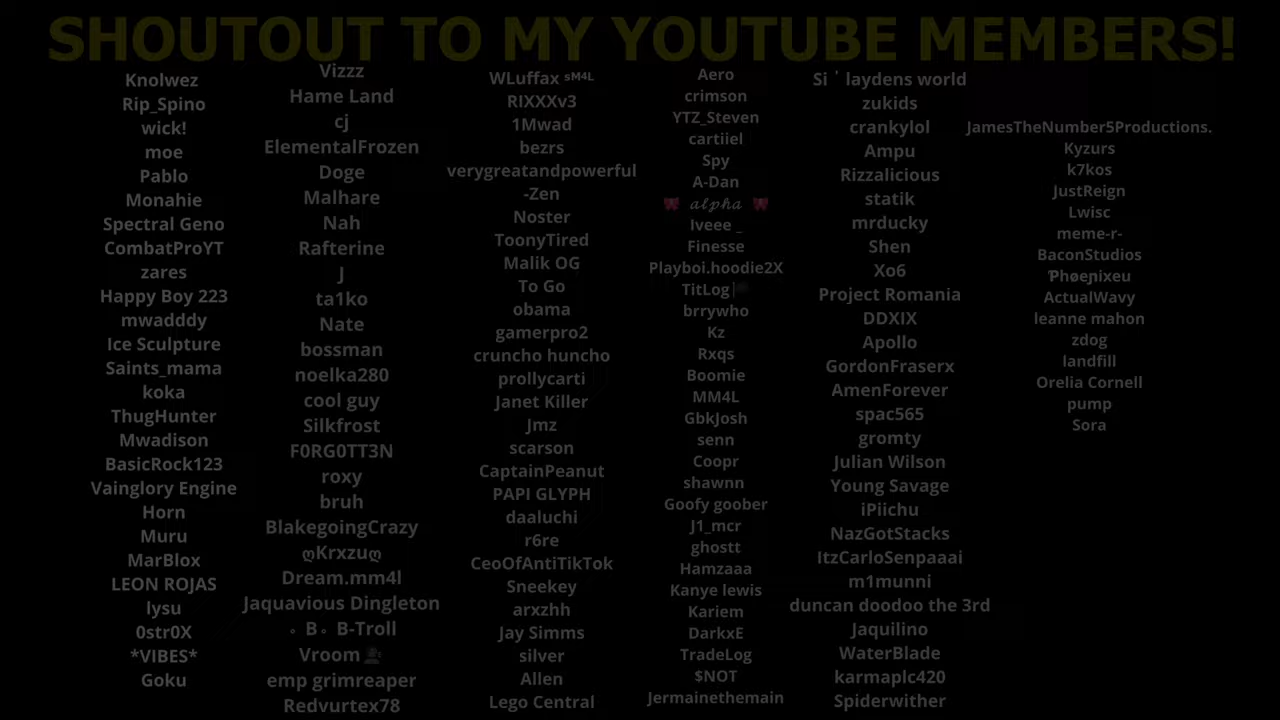 SHOUTOUT TO MY YOUTUBE MEMBERS!
Knolwez
Rip_Spino
wick!
moe
Pablo
Monahie
Spectral Geno
CombatProYT
zares
Happy Boy 223
mwadddy
Ice Sculpture
Saints_mama
koka
ThugHunter
Mwadison
BasicRock123
Vainglory Engine
Horn
Muru
MarBlox
LEON ROJAS
lysu
0str0X
*VIBES*
Goku
Vizzz
Hame Land
cj
ElementalFrozen
Doge
Malhare
Nah
Rafterine
J
ta1ko
Nate
bossman
noelka280
cool guy
Silkfrost
F0RG0TT3N
roxy
bruh
BlakegoingCrazy
ღKrxzuღ
Dream.mm4l
Jaquavious Dingleton
。B。B-Troll
Vroom
emp grimreaper
Redvurtex78
WLuffax ˢᴹ⁴ᴸ
RIXXXv3
1Mwad
bezrs
verygreatandpowerful
-Zen
Noster
ToonyTired
Malik OG
To Go
obama
gamerpro2
cruncho huncho
prollycarti
Janet Killer
Jmz
scarson
CaptainPeanut
PAPI GLYPH
daaluchi
r6re
CeoOfAntiTikTok
Sneekey
arxzhh
Jay Simms
silver
Allen
Lego Central
Aero
crimson
YTZ_Steven
cartiiel
Spy
A-Dan
🎀 𝓪𝓵𝓹𝓱𝓪 🎀
Iveee _
Finesse
Playboi.hoodie2X
TitLog|
brrywho
Kz
Rxqs
Boomie
MM4L
GbkJosh
senn
Coopr
shawnn
Goofy goober
J1_mcr
ghostt
Hamzaaa
Kanye lewis
Kariem
DarkxE
TradeLog
$NOT
Jermainethemain
Si ' laydens world
zukids
crankylol
Ampu
Rizzalicious
statik
mrducky
Shen
Xo6
Project Romania
DDXIX
Apollo
GordonFraserx
AmenForever
spac565
gromty
Julian Wilson
Young Savage
iPiichu
NazGotStacks
ItzCarloSenpaaai
m1munni
duncan doodoo the 3rd
Jaquilino
WaterBlade
karmaplc420
Spiderwither
JamesTheNumber5Productions.
Kyzurs
k7kos
JustReign
Lwisc
meme-r-
BaconStudios
Ƥhøeɲixeu
ActualWavy
leanne mahon
zdog
landfill
Orelia Cornell
pump
Sora